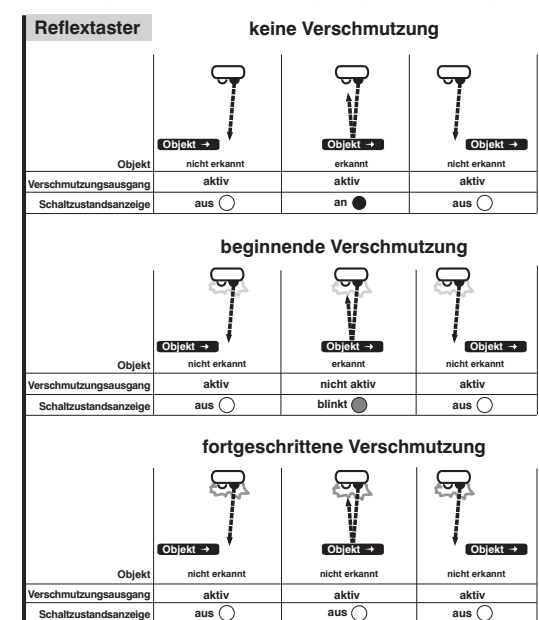 Reflextaster
keine Verschmutzung
Objekt → Objekt → Objekt →
Objekt nicht erkannt erkannt nicht erkannt
Verschmutzungsausgang aktiv aktiv aktiv
Schaltzustandsanzeige aus an aus
beginnende Verschmutzung
Objekt → Objekt → Objekt →
Objekt nicht erkannt erkannt nicht erkannt
Verschmutzungsausgang aktiv nicht aktiv aktiv
Schaltzustandsanzeige aus blinkt aus
fortgeschrittene Verschmutzung
Objekt → Objekt → Objekt →
Objekt nicht erkannt nicht erkannt nicht erkannt
Verschmutzungsausgang aktiv aktiv aktiv
Schaltzustandsanzeige aus aus aus